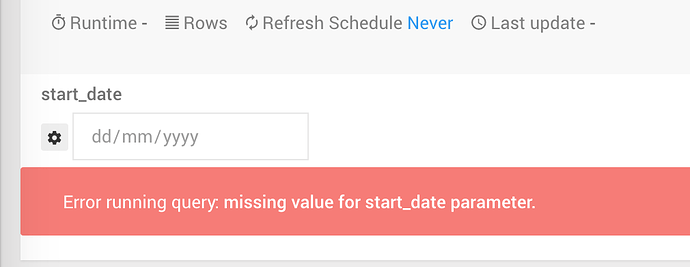 Runtime - Rows Refresh Schedule Never Last update -
start_date
dd/mm/yyyy
Error running query: missing value for start_date parameter.